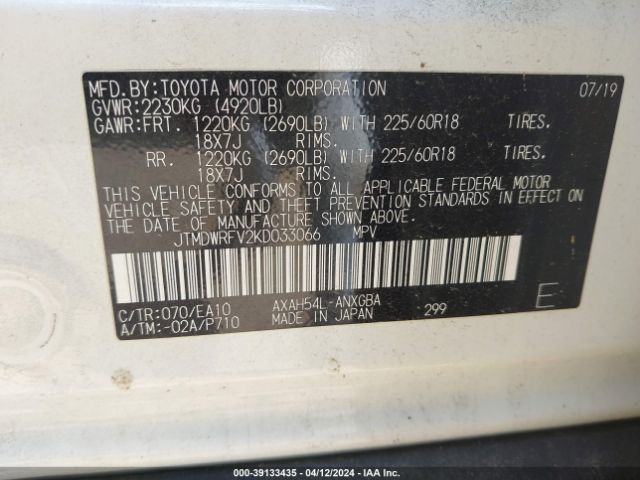 MFD.BY:TOYOTA MOTOR CORPORATION 07/19
GVWR:2230KG (4920LB)
GAWR:FRT. 1220KG (2690LB) WITH 225/60R18 TIRES.
18X7J RIMS.
RR. 1220KG (2690LB) WITH 225/60R18 TIRES.
18X7J RIMS.
THIS VEHICLE CONFORMS TO ALL APPLICABLE FEDERAL MOTOR
VEHICLE SAFETY AND THEFT PREVENTION STANDARDS IN EFFECT ON
THE DATE OF MANUFACTURE SHOWN ABOVE.
JTMDWRFV2KD033066 MPV
C/TR:070/EA10 AXAH54L-ANXGBA E
A/TM:-02A/P710 MADE IN JAPAN 299
000-39133435 - 04/12/2024 - IAA Inc.